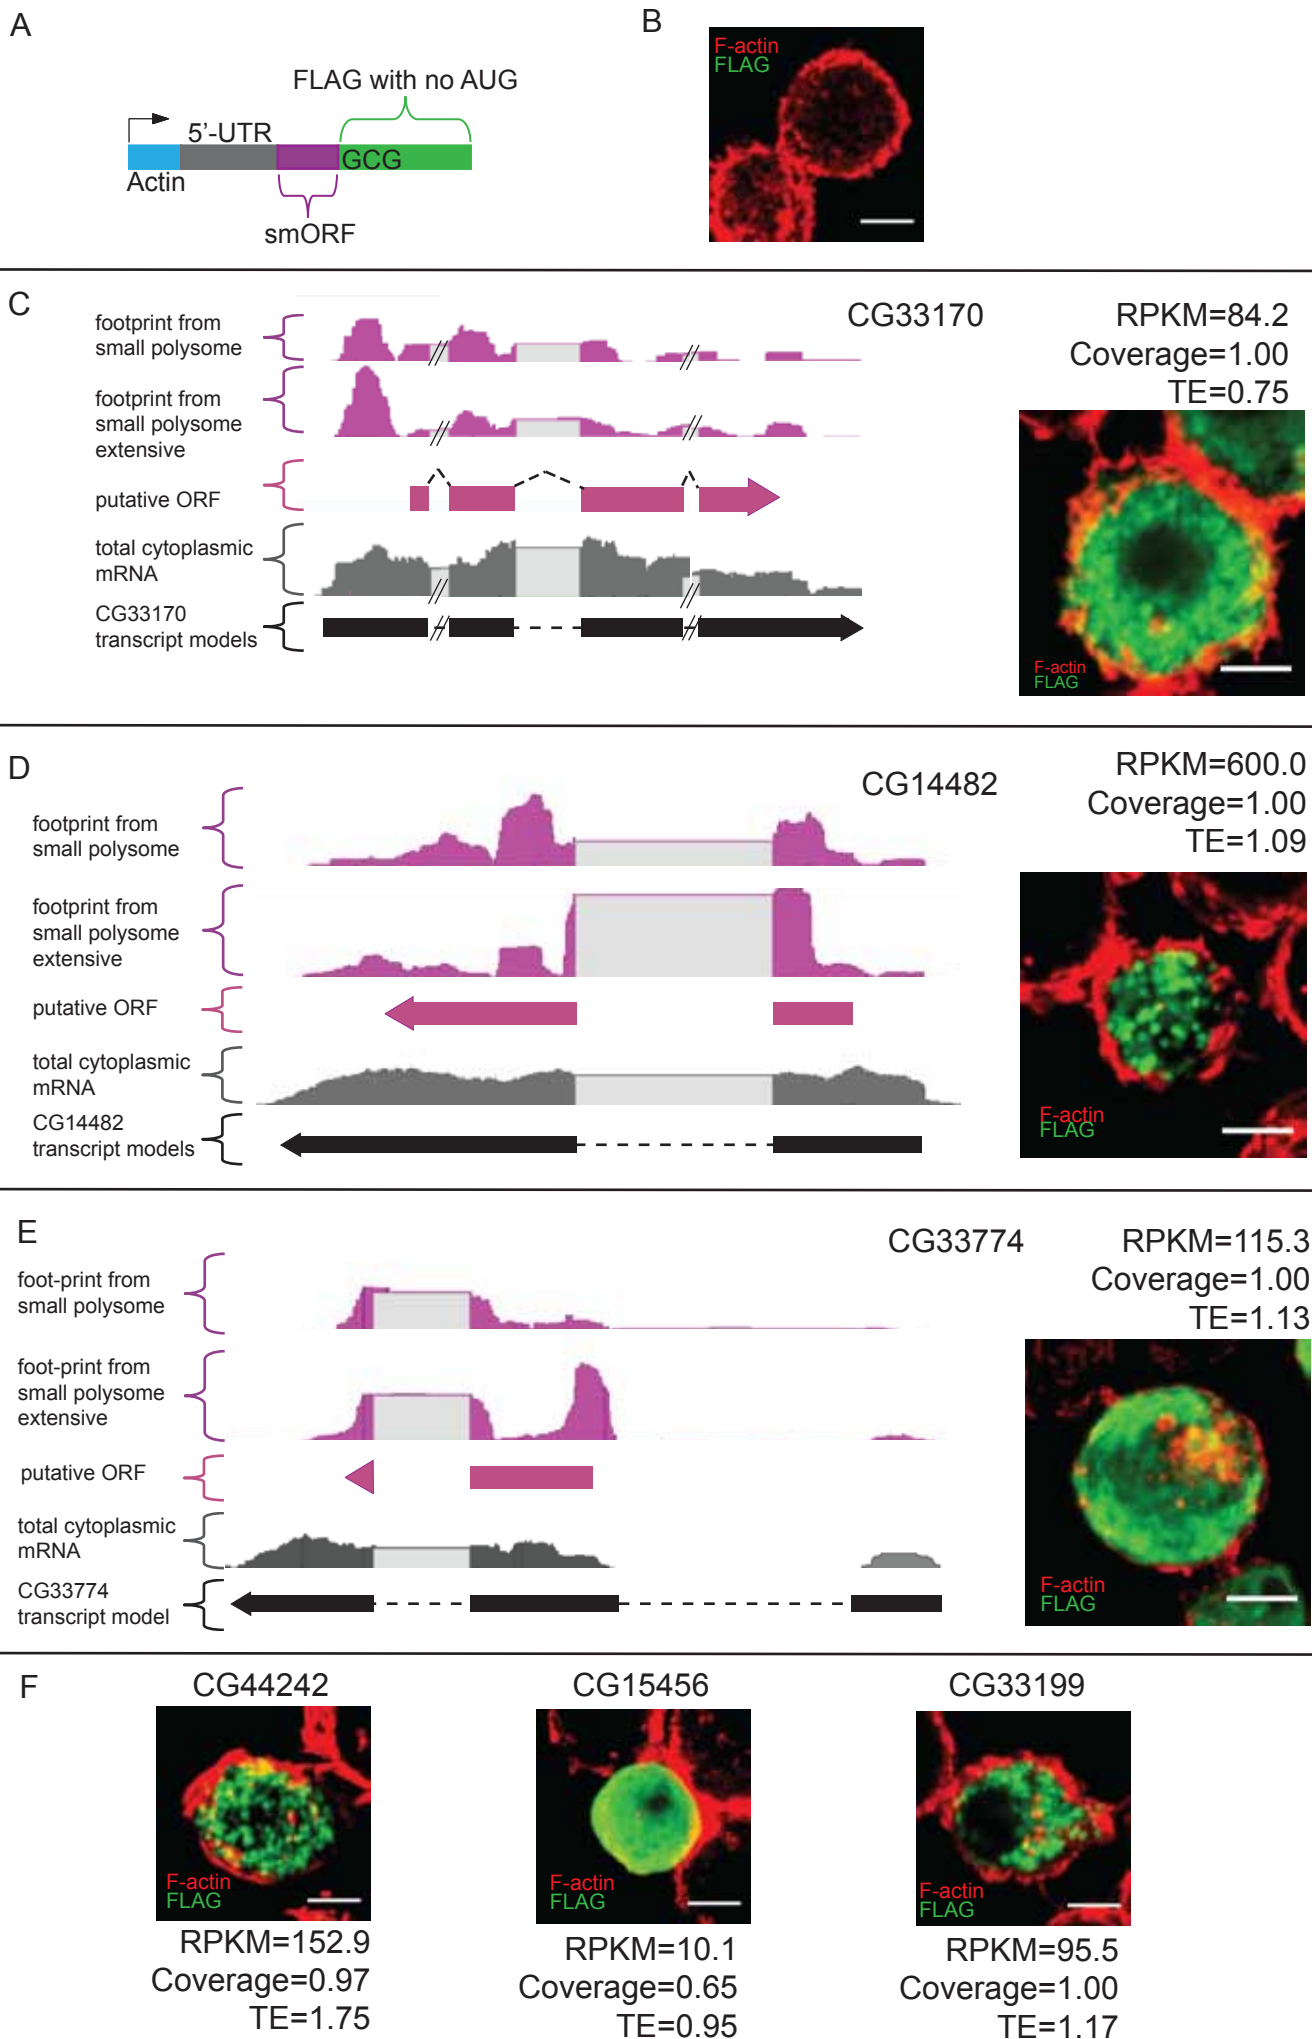 A
FLAG with no AUG
5'-UTR
GCG
Actin
smORF
B
F-actin
FLAG
C
footprint from
small polysome
footprint from
small polysome
extensive
putative ORF
total cytoplasmic
mRNA
CG33170
transcript models
CG33170
RPKM=84.2
Coverage=1.00
TE=0.75
F-actin
FLAG
D
footprint from
small polysome
footprint from
small polysome
extensive
putative ORF
total cytoplasmic
mRNA
CG14482
transcript models
CG14482
RPKM=600.0
Coverage=1.00
TE=1.09
F-actin
FLAG
E
foot-print from
small polysome
foot-print from
small polysome
extensive
putative ORF
total cytoplasmic
mRNA
CG33774
transcript model
CG33774
RPKM=115.3
Coverage=1.00
TE=1.13
F-actin
FLAG
F
CG44242
F-actin
FLAG
RPKM=152.9
Coverage=0.97
TE=1.75
CG15456
F-actin
FLAG
RPKM=10.1
Coverage=0.65
TE=0.95
CG33199
F-actin
FLAG
RPKM=95.5
Coverage=1.00
TE=1.17